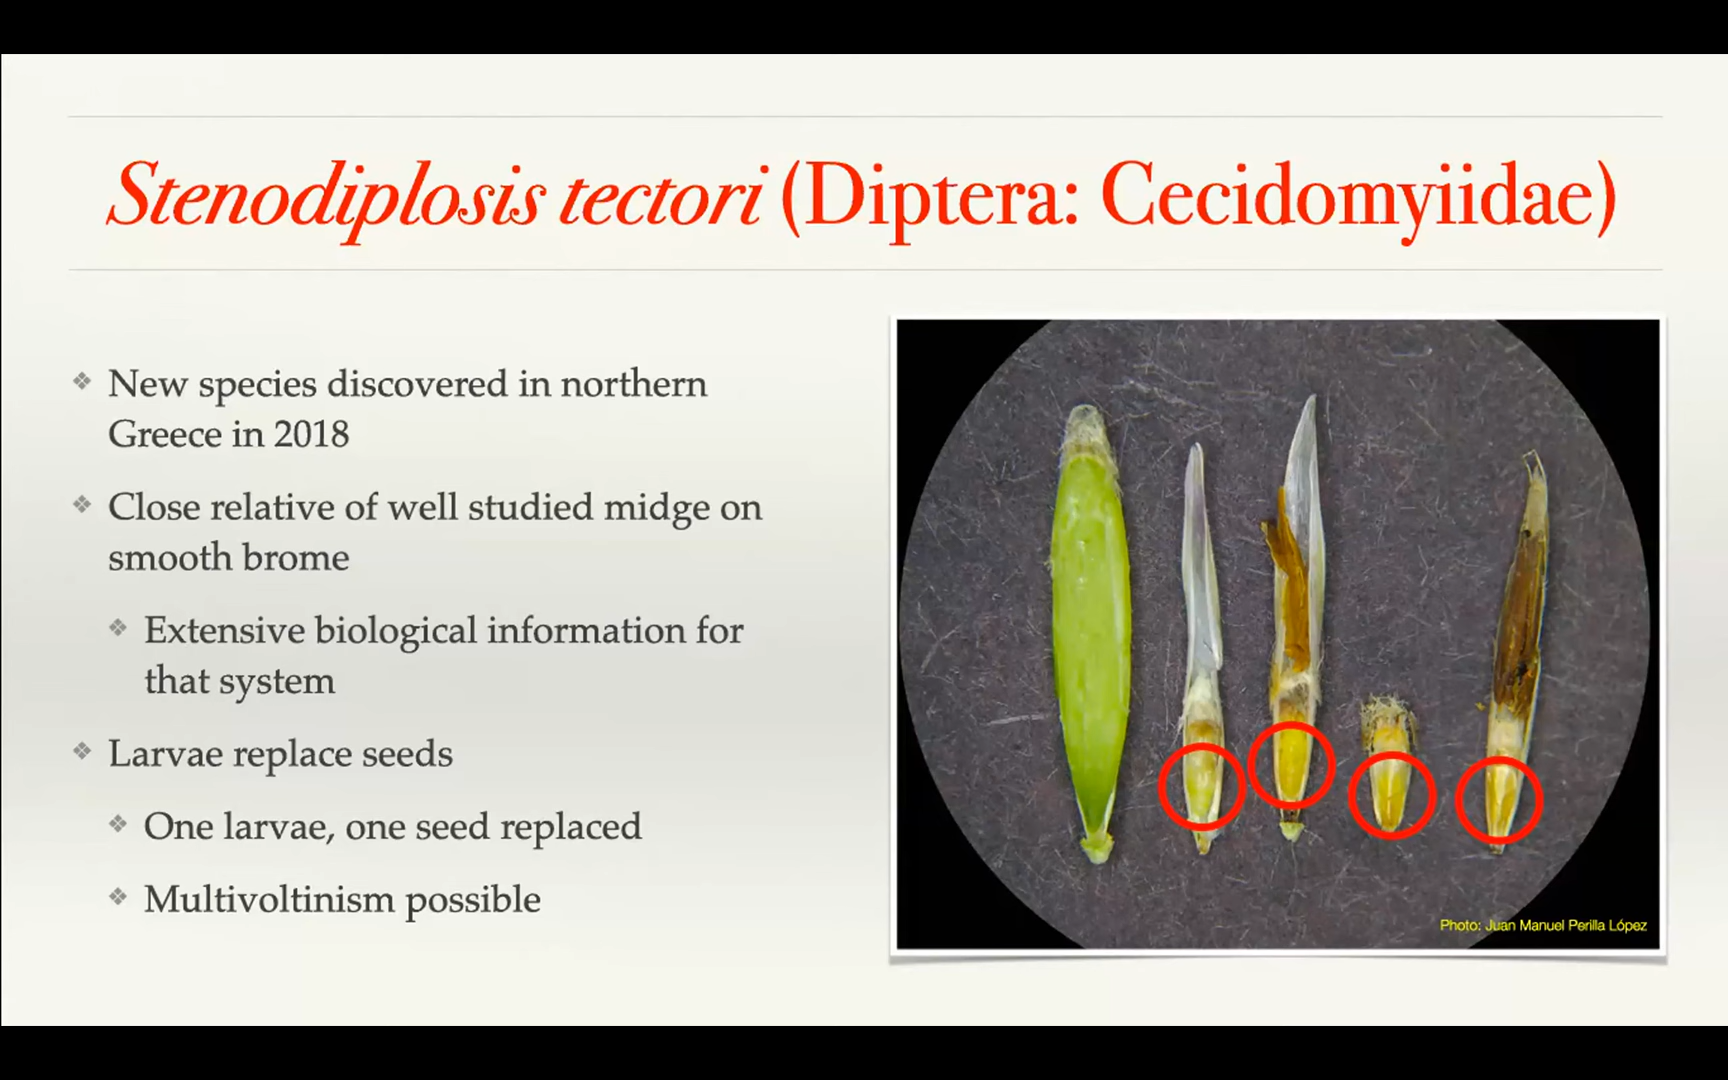 Stenodiplosis tectori (Diptera: Cecidomyiidae)
New species discovered in northern
Greece in 2018
Close relative of well studied midge on
smooth brome
Extensive biological information for
that system
Larvae replace seeds
One larvae, one seed replaced
Multivoltinism possible
Photo: Juan Manuel Perilla López